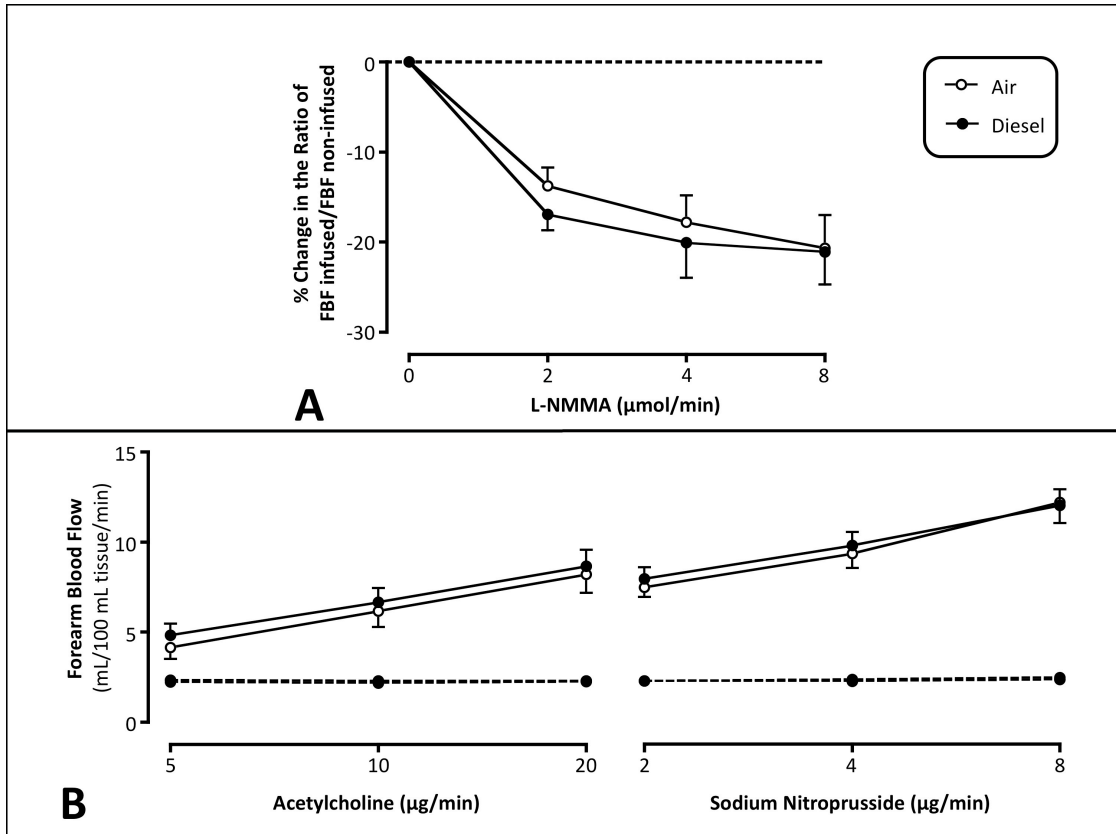 % Change in the Ratio of
FBF infused/FBF non-infused
0
-10
-20
-30
0 2 4 8
L-NMMA (µmol/min)
Air
Diesel
A
Forearm Blood Flow
(mL/100 mL tissue/min)
15
10
5
0
5 10 20
Acetylcholine (µg/min)
2 4 8
Sodium Nitroprusside (µg/min)
B